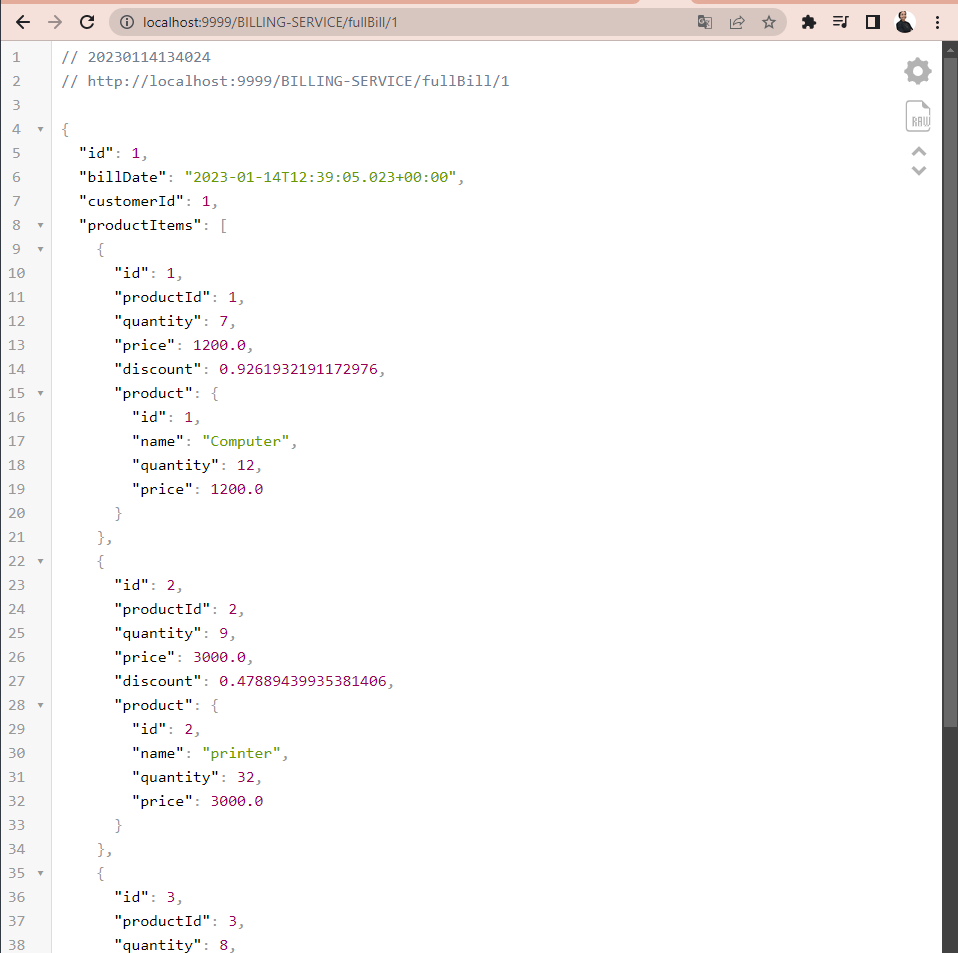 localhost:9999/BILLING-SERVICE/fullBill/1
1 // 20230114134024
2 // http://localhost:9999/BILLING-SERVICE/fullBill/1
3
4 {
5 "id": 1,
6 "billDate": "2023-01-14T12:39:05.023+00:00",
7 "customerId": 1,
8 "productItems": [
9 {
10 "id": 1,
11 "productId": 1,
12 "quantity": 7,
13 "price": 1200.0,
14 "discount": 0.9261932191172976,
15 "product": {
16 "id": 1,
17 "name": "Computer",
18 "quantity": 12,
19 "price": 1200.0
20 }
21 },
22 {
23 "id": 2,
24 "productId": 2,
25 "quantity": 9,
26 "price": 3000.0,
27 "discount": 0.47889439935381406,
28 "product": {
29 "id": 2,
30 "name": "printer",
31 "quantity": 32,
32 "price": 3000.0
33 }
34 },
35 {
36 "id": 3,
37 "productId": 3,
38 "quantity": 8,
RAW